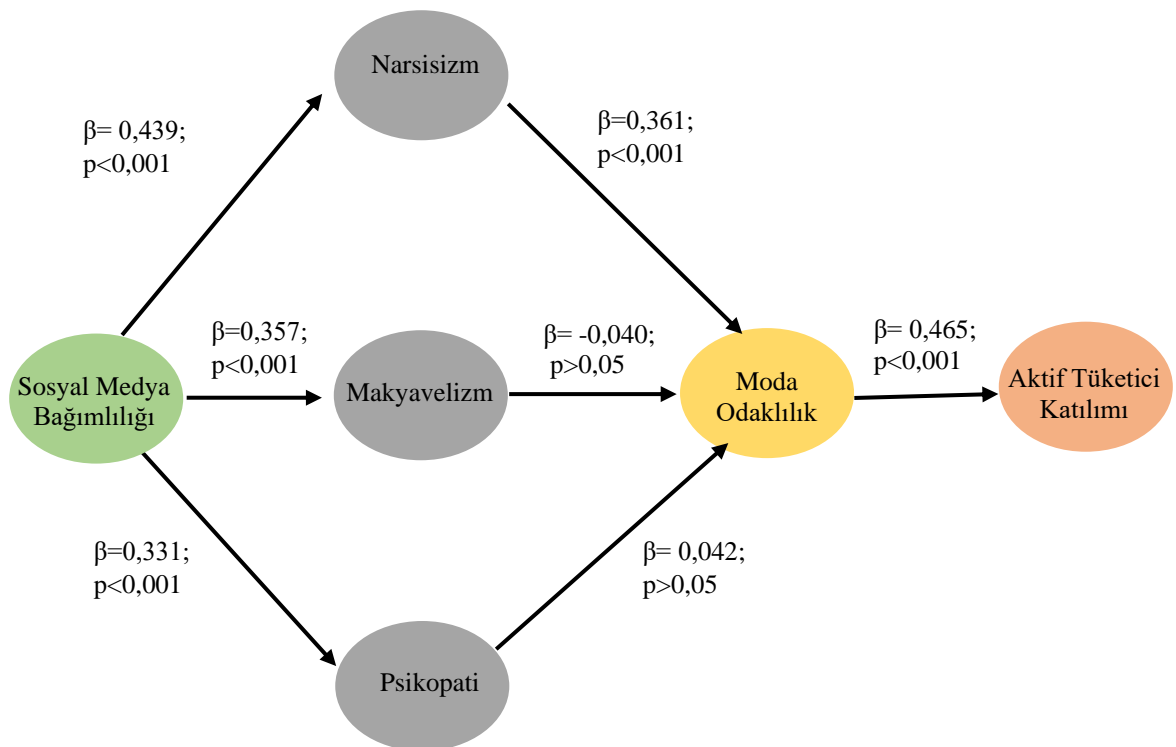 Narsisizm
β= 0,439;
p<0,001
β=0,361;
p<0,001
Sosyal Medya
Bağımlılığı
β=0,357;
p<0,001
Makyavelizm
β= -0,040;
p>0,05
Moda
Odaklılık
β= 0,465;
p<0,001
Aktif Tüketici
Katılımı
β=0,331;
p<0,001
β= 0,042;
p>0,05
Psikopati